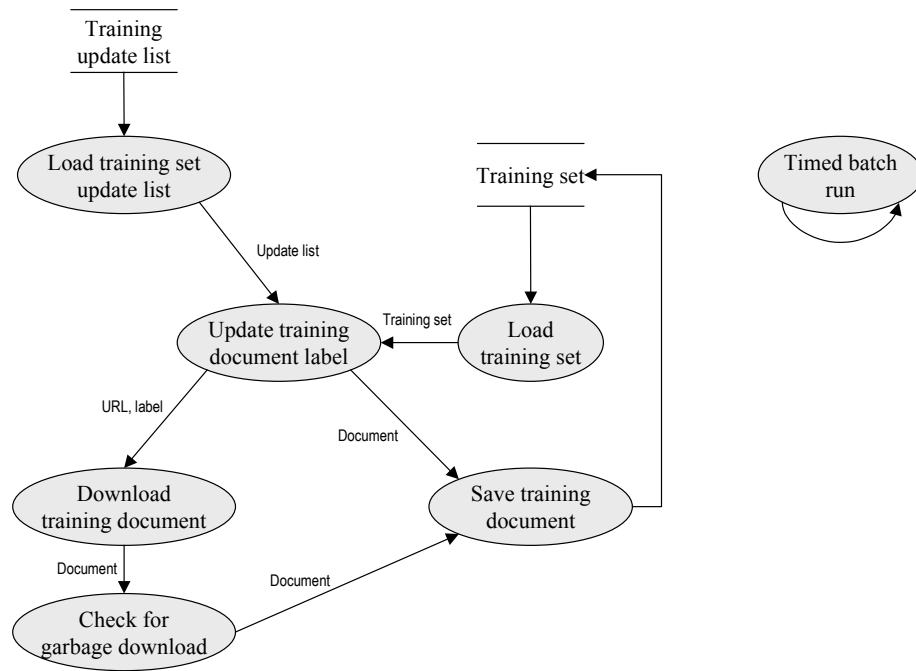 Training
update list
Load training set
update list
Training set
Timed batch
run
Update list
Update training
document label
Training set
Load
training set
URL, label
Document
Download
training document
Save training
document
Document
Document
Check for
garbage download